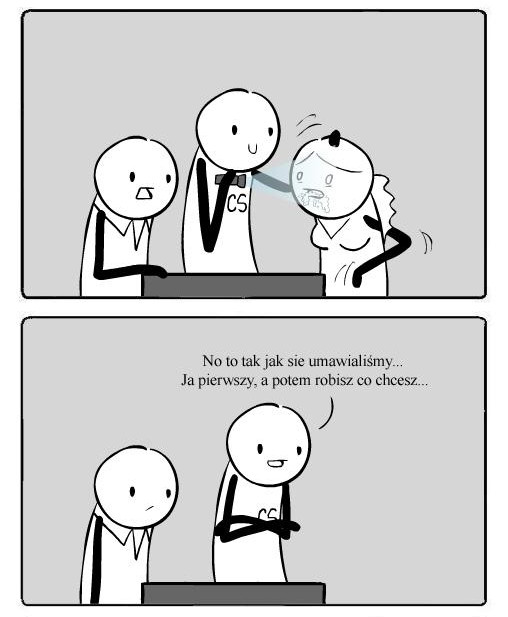 CS
No to tak jak sie umawialiśmy...
Ja pierwszy, a potem robisz co chcesz...
CS